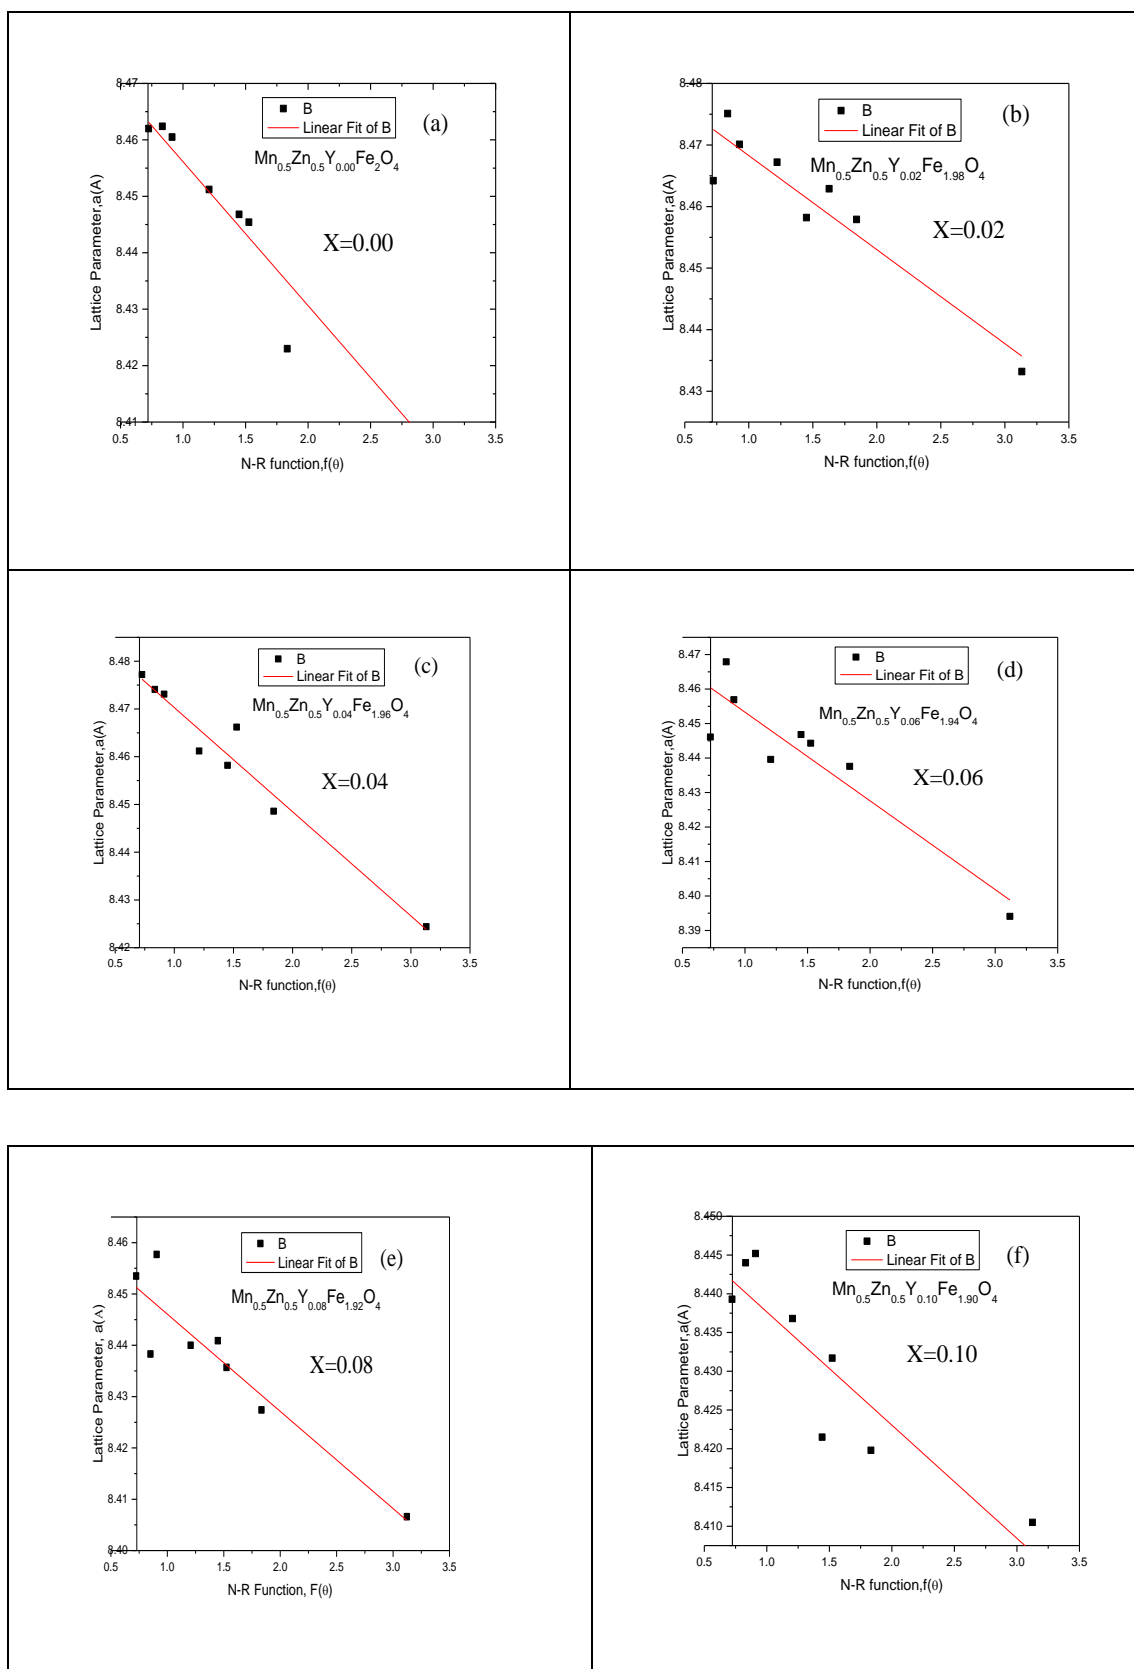 8.47
8.46
8.45
8.44
8.43
8.42
8.41
0.5 1.0 1.5 2.0 2.5 3.0 3.5
Lattice Parameter,a(A)
N-R function,f(θ)
B
Linear Fit of B
(a)
Mn0.5Zn0.5Y0.00Fe2O4
X=0.00
8.48
8.47
8.46
8.45
8.44
8.43
0.5 1.0 1.5 2.0 2.5 3.0 3.5
Lattice Parameter,a(A)
N-R function,f(θ)
B
Linear Fit of B
(b)
Mn0.5Zn0.5Y0.02Fe1.98O4
X=0.02
8.48
8.47
8.46
8.45
8.44
8.43
8.42
0.5 1.0 1.5 2.0 2.5 3.0 3.5
Lattice Parameter,a(A)
N-R function,f(θ)
B
Linear Fit of B
(c)
Mn0.5Zn0.5Y0.04Fe1.96O4
X=0.04
8.47
8.46
8.45
8.44
8.43
8.42
8.41
8.40
8.39
0.5 1.0 1.5 2.0 2.5 3.0 3.5
Lattice Parameter,a(A)
N-R function,f(θ)
B
Linear Fit of B
(d)
Mn0.5Zn0.5Y0.06Fe1.94O4
X=0.06
8.46
8.45
8.44
8.43
8.42
8.41
8.40
0.5 1.0 1.5 2.0 2.5 3.0 3.5
Lattice Parameter, a(A)
N-R Function, F(θ)
B
Linear Fit of B
(e)
Mn0.5Zn0.5Y0.08Fe1.92O4
X=0.08
8.450
8.445
8.440
8.435
8.430
8.425
8.420
8.415
8.410
0.5 1.0 1.5 2.0 2.5 3.0 3.5
Lattice Parameter,a(A)
N-R function,f(θ)
B
Linear Fit of B
(f)
Mn0.5Zn0.5Y0.10Fe1.90O4
X=0.10